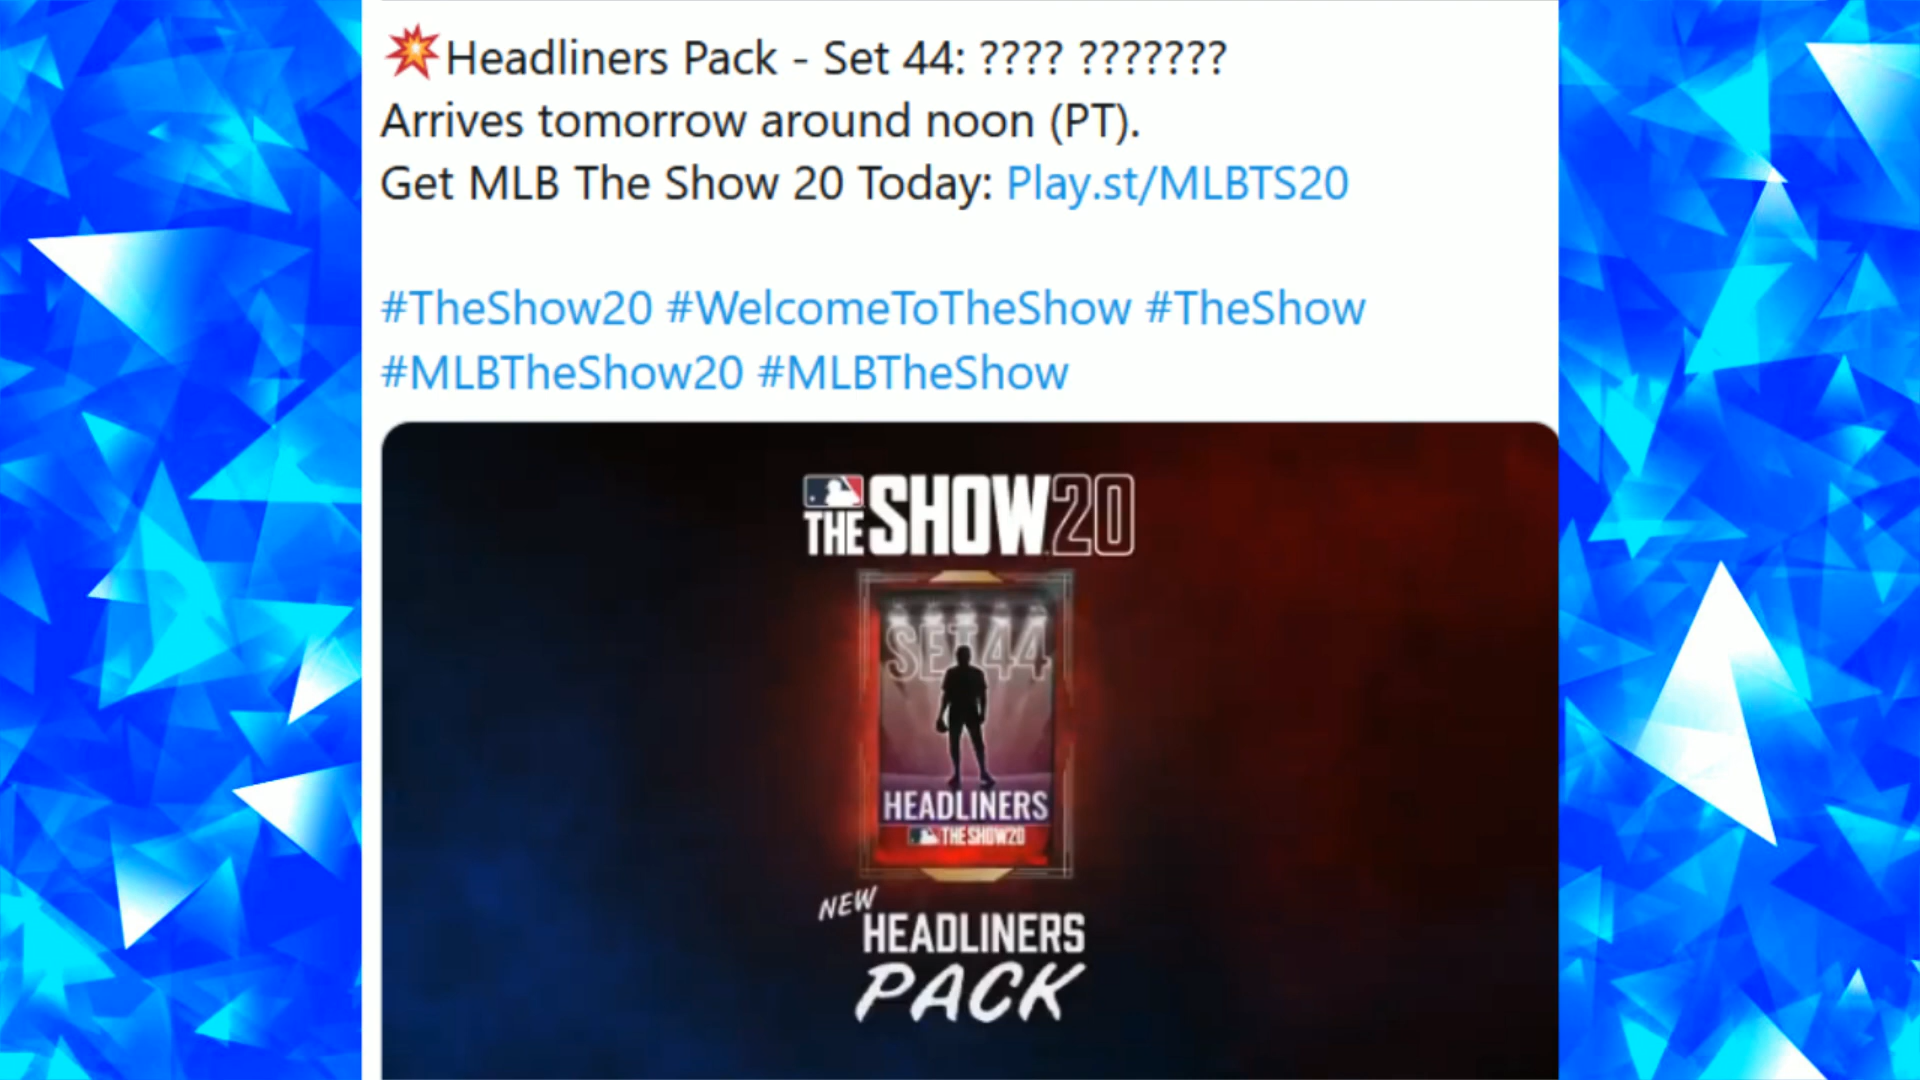 💥Headliners Pack - Set 44: ???? ???????
Arrives tomorrow around noon (PT).
Get MLB The Show 20 Today: Play.st/MLBTS20
#TheShow20 #WelcomeToTheShow #TheShow
#MLBTheShow20 #MLBTheShow
THE SHOW 20
SET 44
HEADLINERS
THE SHOW 20
NEW
HEADLINERS
PACK